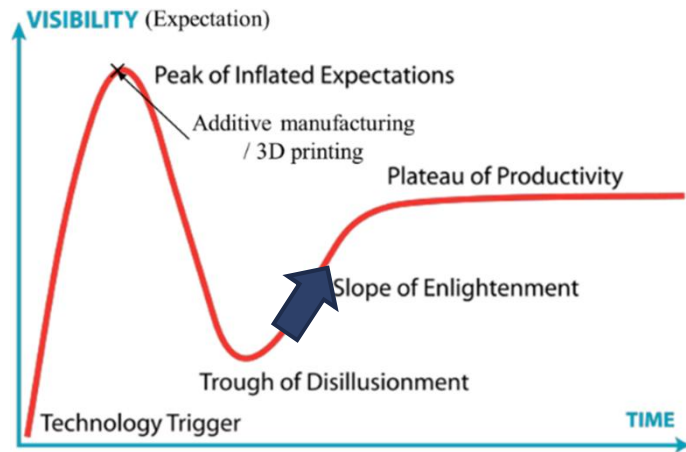 VISIBILITY (Expectation)
Peak of Inflated Expectations
Additive manufacturing
/ 3D printing
Plateau of Productivity
Slope of Enlightenment
Trough of Disillusionment
Technology Trigger
TIME